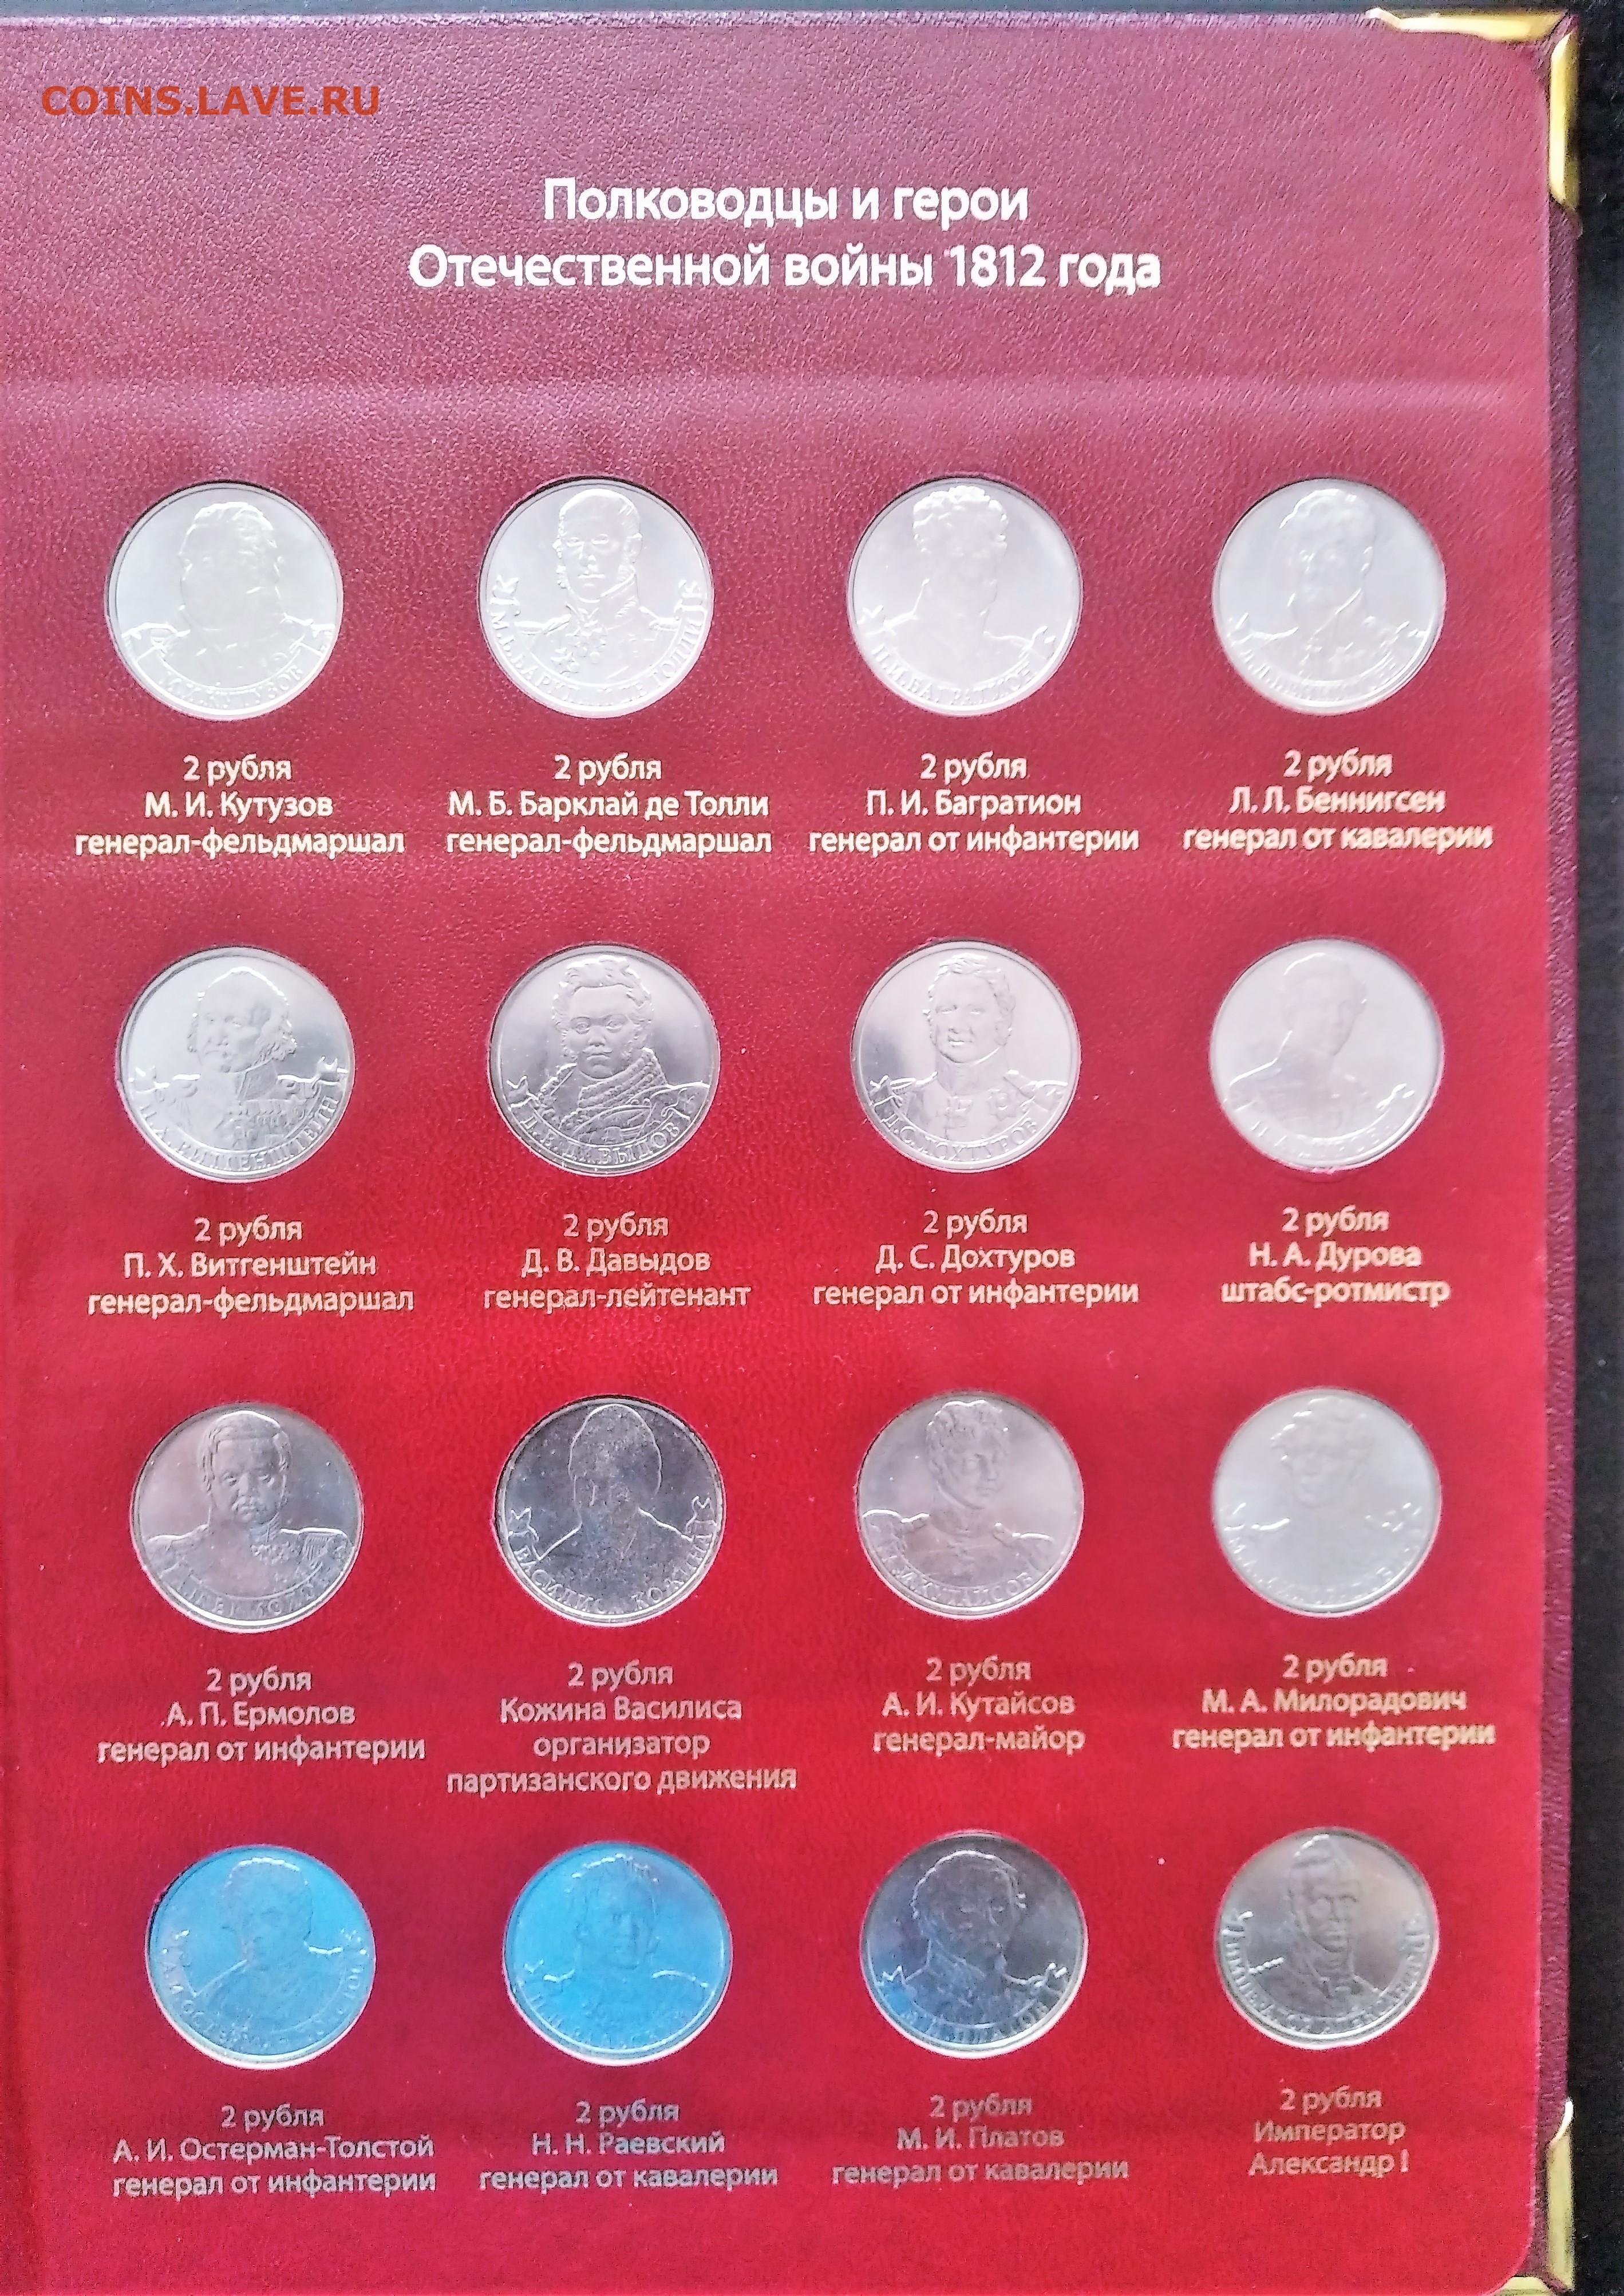 COINS.LAVE.RU
Полководцы и герои
Отечественной войны 1812 года
2 рубля
М. И. Кутузов
генерал-фельдмаршал
2 рубля
М. Б. Барклай де Толли
генерал-фельдмаршал
2 рубля
П. И. Багратион
генерал от инфантерии
2 рубля
Л. Л. Беннигсен
генерал от кавалерии
2 рубля
П. Х. Витгенштейн
генерал-фельдмаршал
2 рубля
Д. В. Давыдов
генерал-лейтенант
2 рубля
Д. С. Дохтуров
генерал от инфантерии
2 рубля
Н. А. Дурова
штабс-ротмистр
2 рубля
А. П. Ермолов
генерал от инфантерии
2 рубля
Кожина Василиса
организатор
партизанского движения
2 рубля
А. И. Кутайсов
генерал-майор
2 рубля
М. А. Милорадович
генерал от инфантерии
2 рубля
А. И. Остерман-Толстой
генерал от инфантерии
2 рубля
Н. Н. Раевский
генерал от кавалерии
2 рубля
М. И. Платов
генерал от кавалерии
2 рубля
Император
Александр I